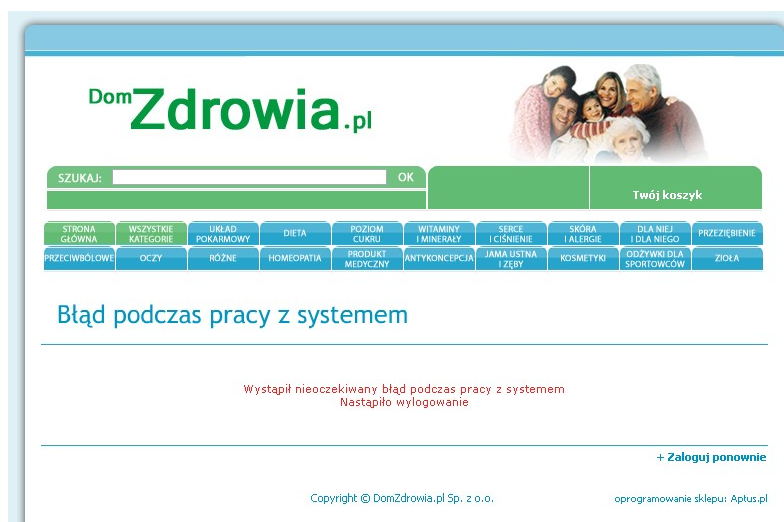 DomZdrowia.pl
SZUKAJ: OK
Twój koszyk
STRONA GŁÓWNA
WSZYSTKIE KATEGORIE
UKŁAD POKARMOWY
DIETA
POZIOM CUKRU
WITAMINY I MINERAŁY
SERCE I CIŚNIENIE
SKÓRA I ALERGIE
DLA NIEJ I DLA NIEGO
PRZEZIĘBIENIE
PRZECIWBÓLOWE
OCZY
RÓŻNE
HOMEOPATIA
PRODUKT MEDYCZNY
ANTYKONCEPCJA
JAMA USTNA I ZĘBY
KOSMETYKI
ODŻYWKI DLA SPORTOWCÓW
ZIOŁA
Błąd podczas pracy z systemem
Wystąpił nieoczekiwany błąd podczas pracy z systemem
Nastąpiło wylogowanie
+ Zaloguj ponownie
Copyright © DomZdrowia.pl Sp. z o.o.
oprogramowanie sklepu: Aptus.pl